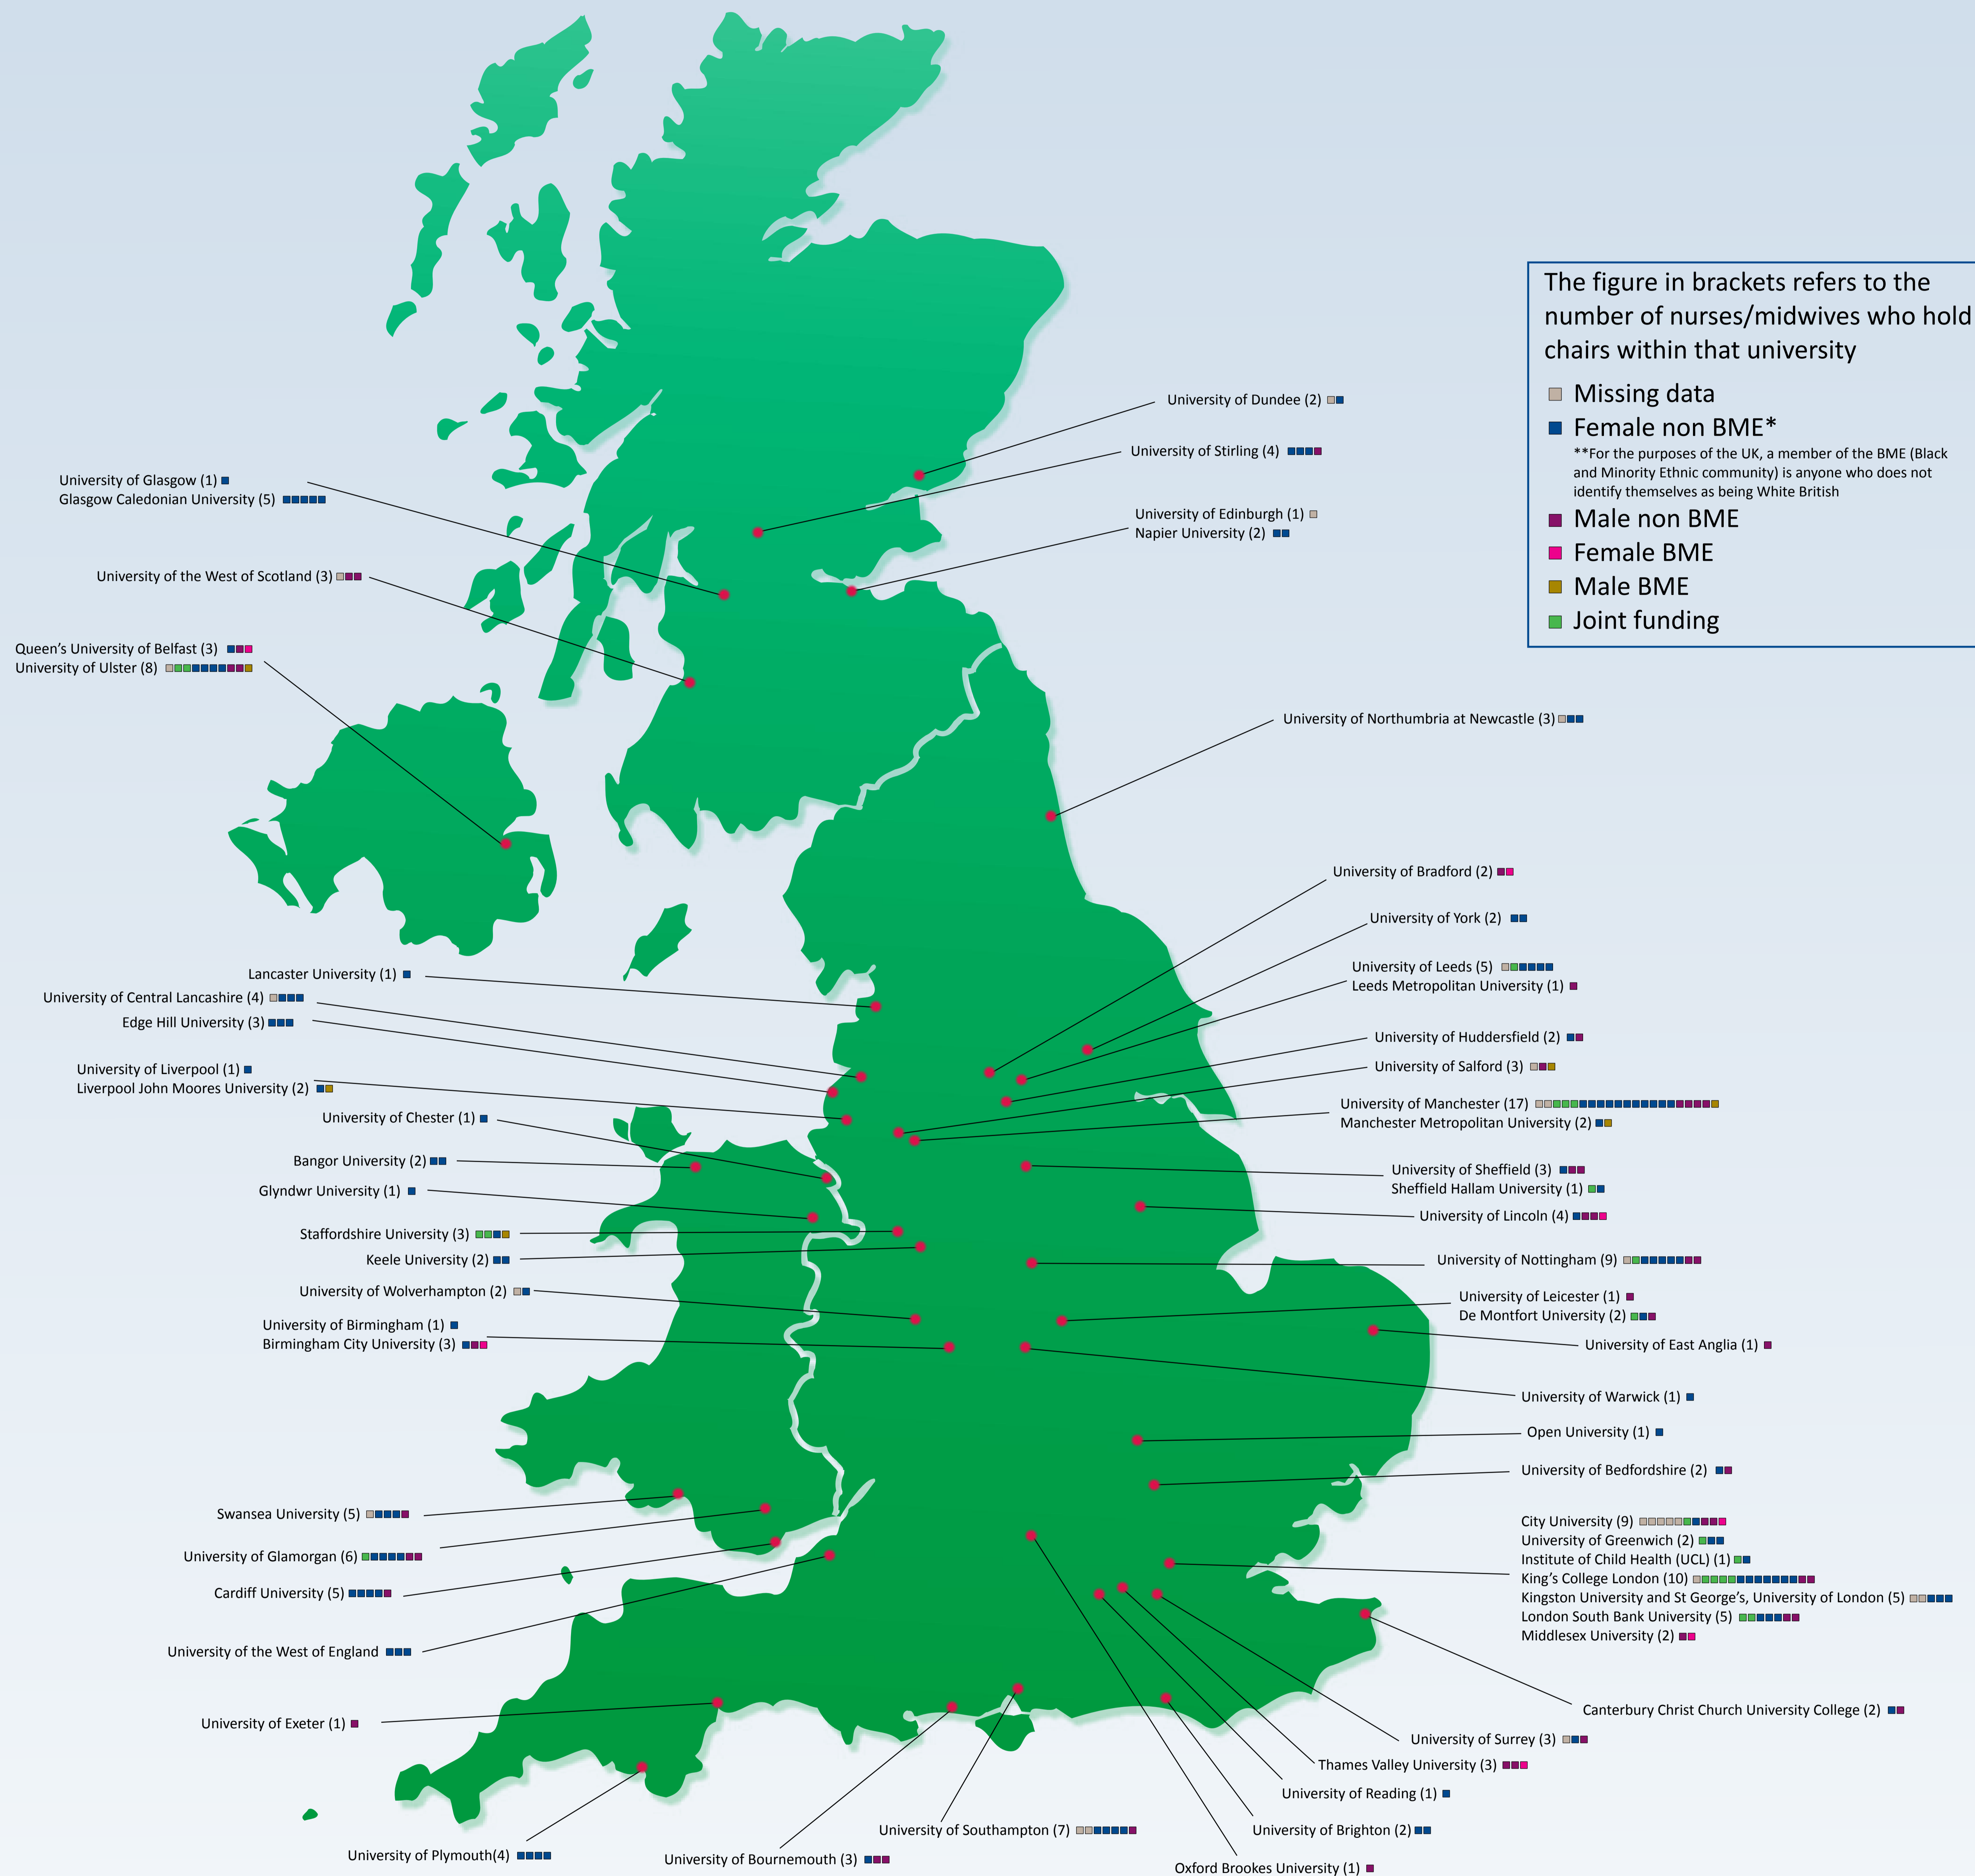 The figure in brackets refers to the
number of nurses/midwives who hold
chairs within that university
Missing data
Female non BME*
**For the purposes of the UK, a member of the BME (Black
and Minority Ethnic community) is anyone who does not
identify themselves as being White British
Male non BME
Female BME
Male BME
Joint funding
University of Dundee (2)
University of Stirling (4)
University of Glasgow (1)
Glasgow Caledonian University (5)
University of Edinburgh (1)
Napier University (2)
University of the West of Scotland (3)
Queen's University of Belfast (3)
University of Ulster (8)
University of Northumbria at Newcastle (3)
University of Bradford (2)
University of York (2)
University of Leeds (5)
Leeds Metropolitan University (1)
Lancaster University (1)
University of Central Lancashire (4)
Edge Hill University (3)
University of Huddersfield (2)
University of Salford (3)
University of Liverpool (1)
Liverpool John Moores University (2)
University of Manchester (17)
Manchester Metropolitan University (2)
University of Chester (1)
Bangor University (2)
Glyndwr University (1)
University of Sheffield (3)
Sheffield Hallam University (1)
University of Lincoln (4)
Staffordshire University (3)
Keele University (2)
University of Nottingham (9)
University of Wolverhampton (2)
University of Leicester (1)
De Montfort University (2)
University of Birmingham (1)
Birmingham City University (3)
University of East Anglia (1)
University of Warwick (1)
Open University (1)
University of Bedfordshire (2)
Swansea University (5)
University of Glamorgan (6)
Cardiff University (5)
University of the West of England
City University (9)
University of Greenwich (2)
Institute of Child Health (UCL) (1)
King's College London (10)
Kingston University and St George's, University of London (5)
London South Bank University (5)
Middlesex University (2)
Canterbury Christ Church University College (2)
University of Exeter (1)
University of Surrey (3)
Thames Valley University (3)
University of Reading (1)
University of Southampton (7)
University of Brighton (2)
University of Plymouth(4)
University of Bournemouth (3)
Oxford Brookes University (1)